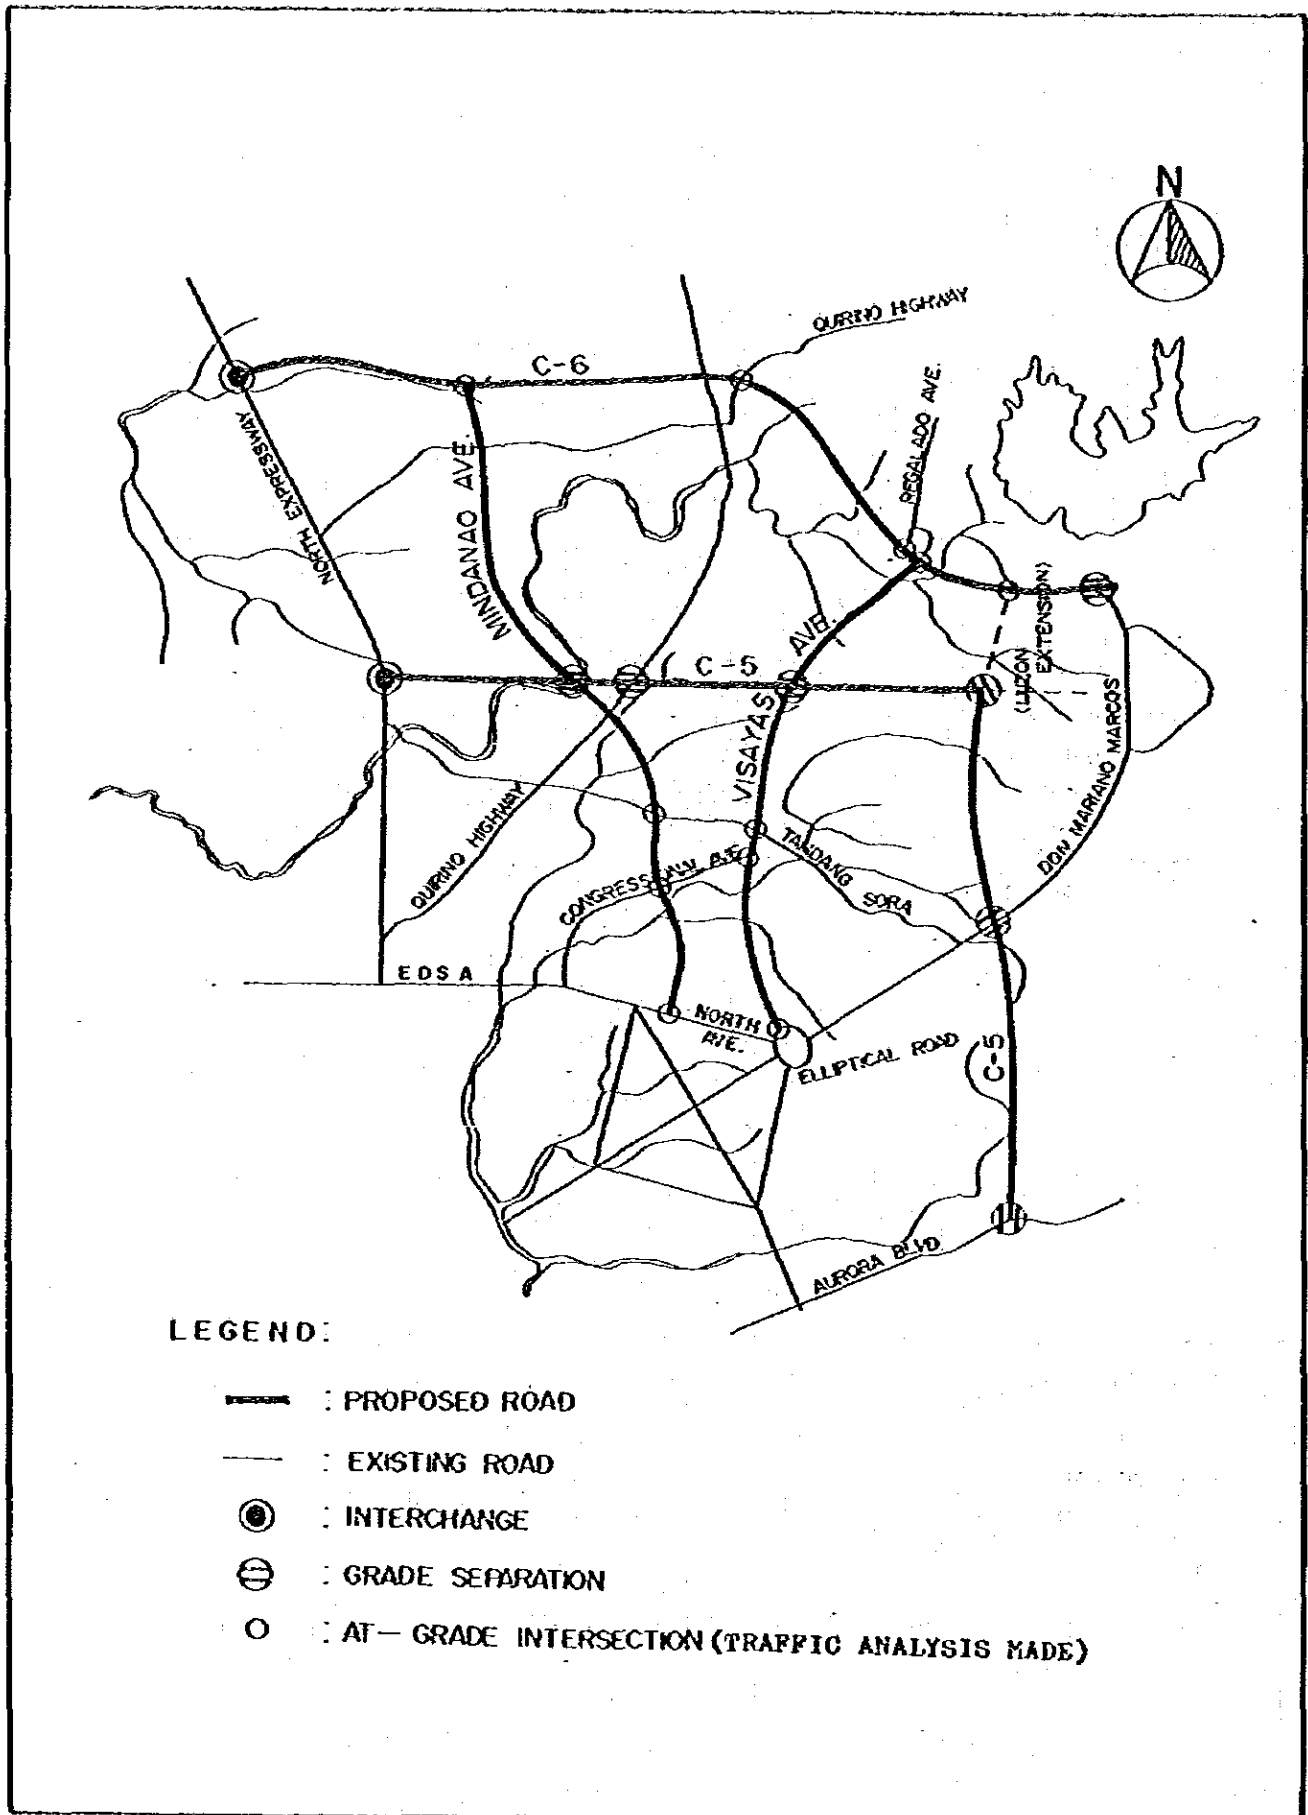 N
QUIRINO HIGHWAY
C-6
REGALADO AVE.
NORTH EXPRESSWAY
MINDANAO AVE.
C-5
VISAYAS AVE.
(LUZON
EXTENSION)
DON MARIANO MARCOS
QUIRINO HIGHWAY
CONGRESSIONAL AVE.
TANDANG SORA
EDSA
NORTH
AVE.
ELLIPTICAL ROAD
C-5
AURORA BLVD.
LEGEND:
: PROPOSED ROAD
: EXISTING ROAD
: INTERCHANGE
: GRADE SEPARATION
: AT-GRADE INTERSECTION (TRAFFIC ANALYSIS MADE)